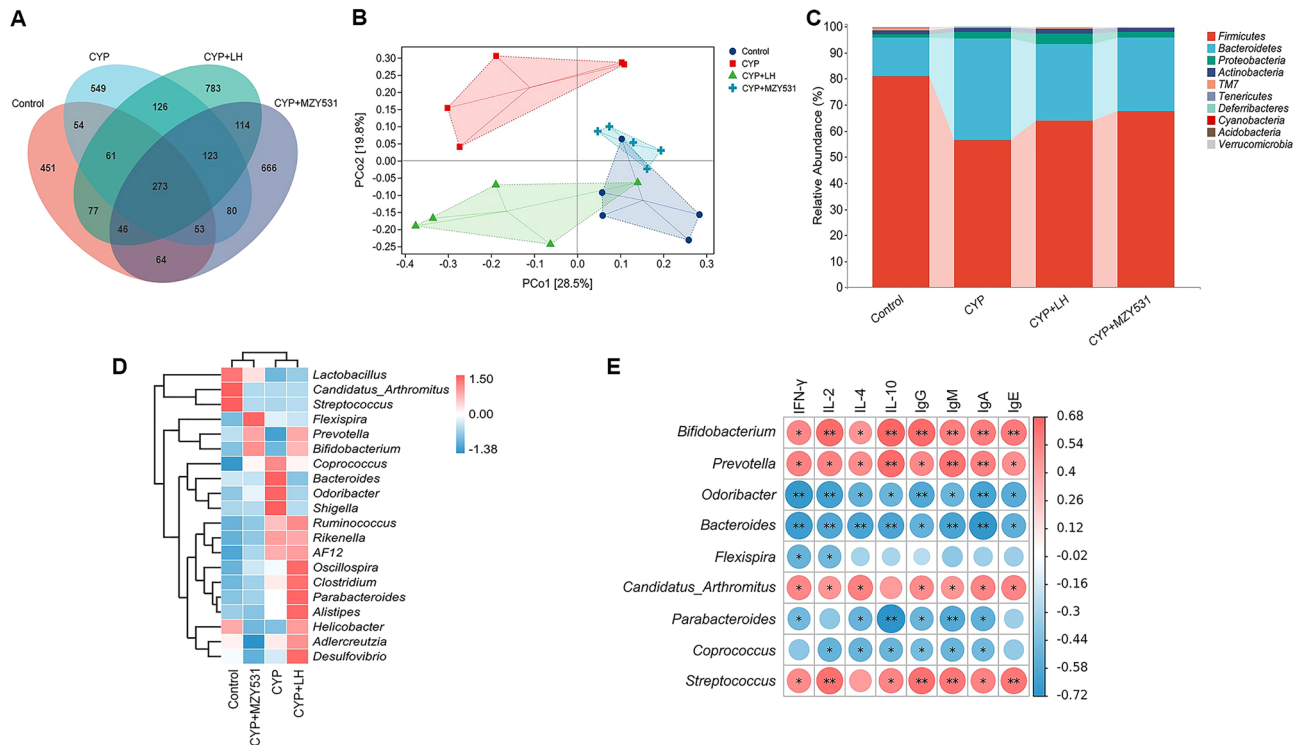 A
CYP
CYP+LH
Control
CYP+MZY531
549
783
126
54
114
61
123
451
666
273
77
80
46
53
64
B
PCo2 [19.8%]
0.30
0.25
0.20
0.15
0.10
0.05
0.00
-0.05
-0.10
-0.15
-0.20
-0.25
-0.4
-0.3
-0.2
-0.1
0.0
0.1
0.2
0.3
PCo1 [28.5%]
Control
CYP
CYP+LH
CYP+MZY531
C
Relative Abundance (%)
100
90
80
70
60
50
40
30
20
10
0
Control
CYP
CYP+LH
CYP+MZY531
Firmicutes
Bacteroidetes
Proteobacteria
Actinobacteria
TM7
Tenericutes
Deferribacteres
Cyanobacteria
Acidobacteria
Verrucomicrobia
D
Lactobacillus
Candidatus_Arthromitus
Streptococcus
Flexispira
Prevotella
Bifidobacterium
Coprococcus
Bacteroides
Odoribacter
Shigella
Ruminococcus
Rikenella
AF12
Oscillospira
Clostridium
Parabacteroides
Alistipes
Helicobacter
Adlercreutzia
Desulfovibrio
Control
CYP+MZY531
CYP
CYP+LH
1.50
0.00
-1.38
E
IFN-γ IL-2 IL-4 IL-10 IgG IgM IgA IgE
Bifidobacterium * ** * ** ** ** ** **
Prevotella * * * ** * ** ** *
Odoribacter ** ** * * ** * ** *
Bacteroides ** ** ** ** * ** ** *
Flexispira * *
Candidatus_Arthromitus * * * * * * *
Parabacteroides * * ** * ** *
Coprococcus * * * * * *
Streptococcus * ** * ** ** * **
0.68
0.54
0.4
0.26
0.12
-0.02
-0.16
-0.3
-0.44
-0.58
-0.72